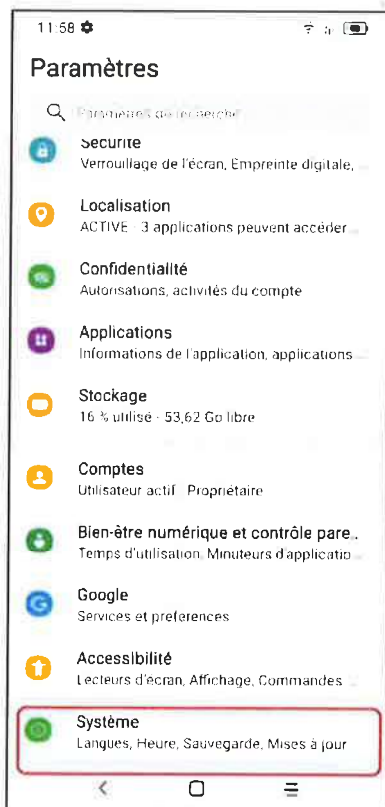 11:58
Paramètres
Paramètres de recherche
Sécurité
Verrouillage de l'écran, Empreinte digitale,
Localisation
ACTIVE - 3 applications peuvent accéder ...
Confidentialité
Autorisations, activités du compte
Applications
Informations de l'application, applications ...
Stockage
16 % utilisé - 53,62 Go libre
Comptes
Utilisateur actif Propriétaire
Bien-être numérique et contrôle pare..
Temps d'utilisation, Minuteurs d'applicatio...
Google
Services et préférences
Accessibilité
Lecteurs d'écran, Affichage, Commandes ...
Système
Langues, Heure, Sauvegarde, Mises à jour